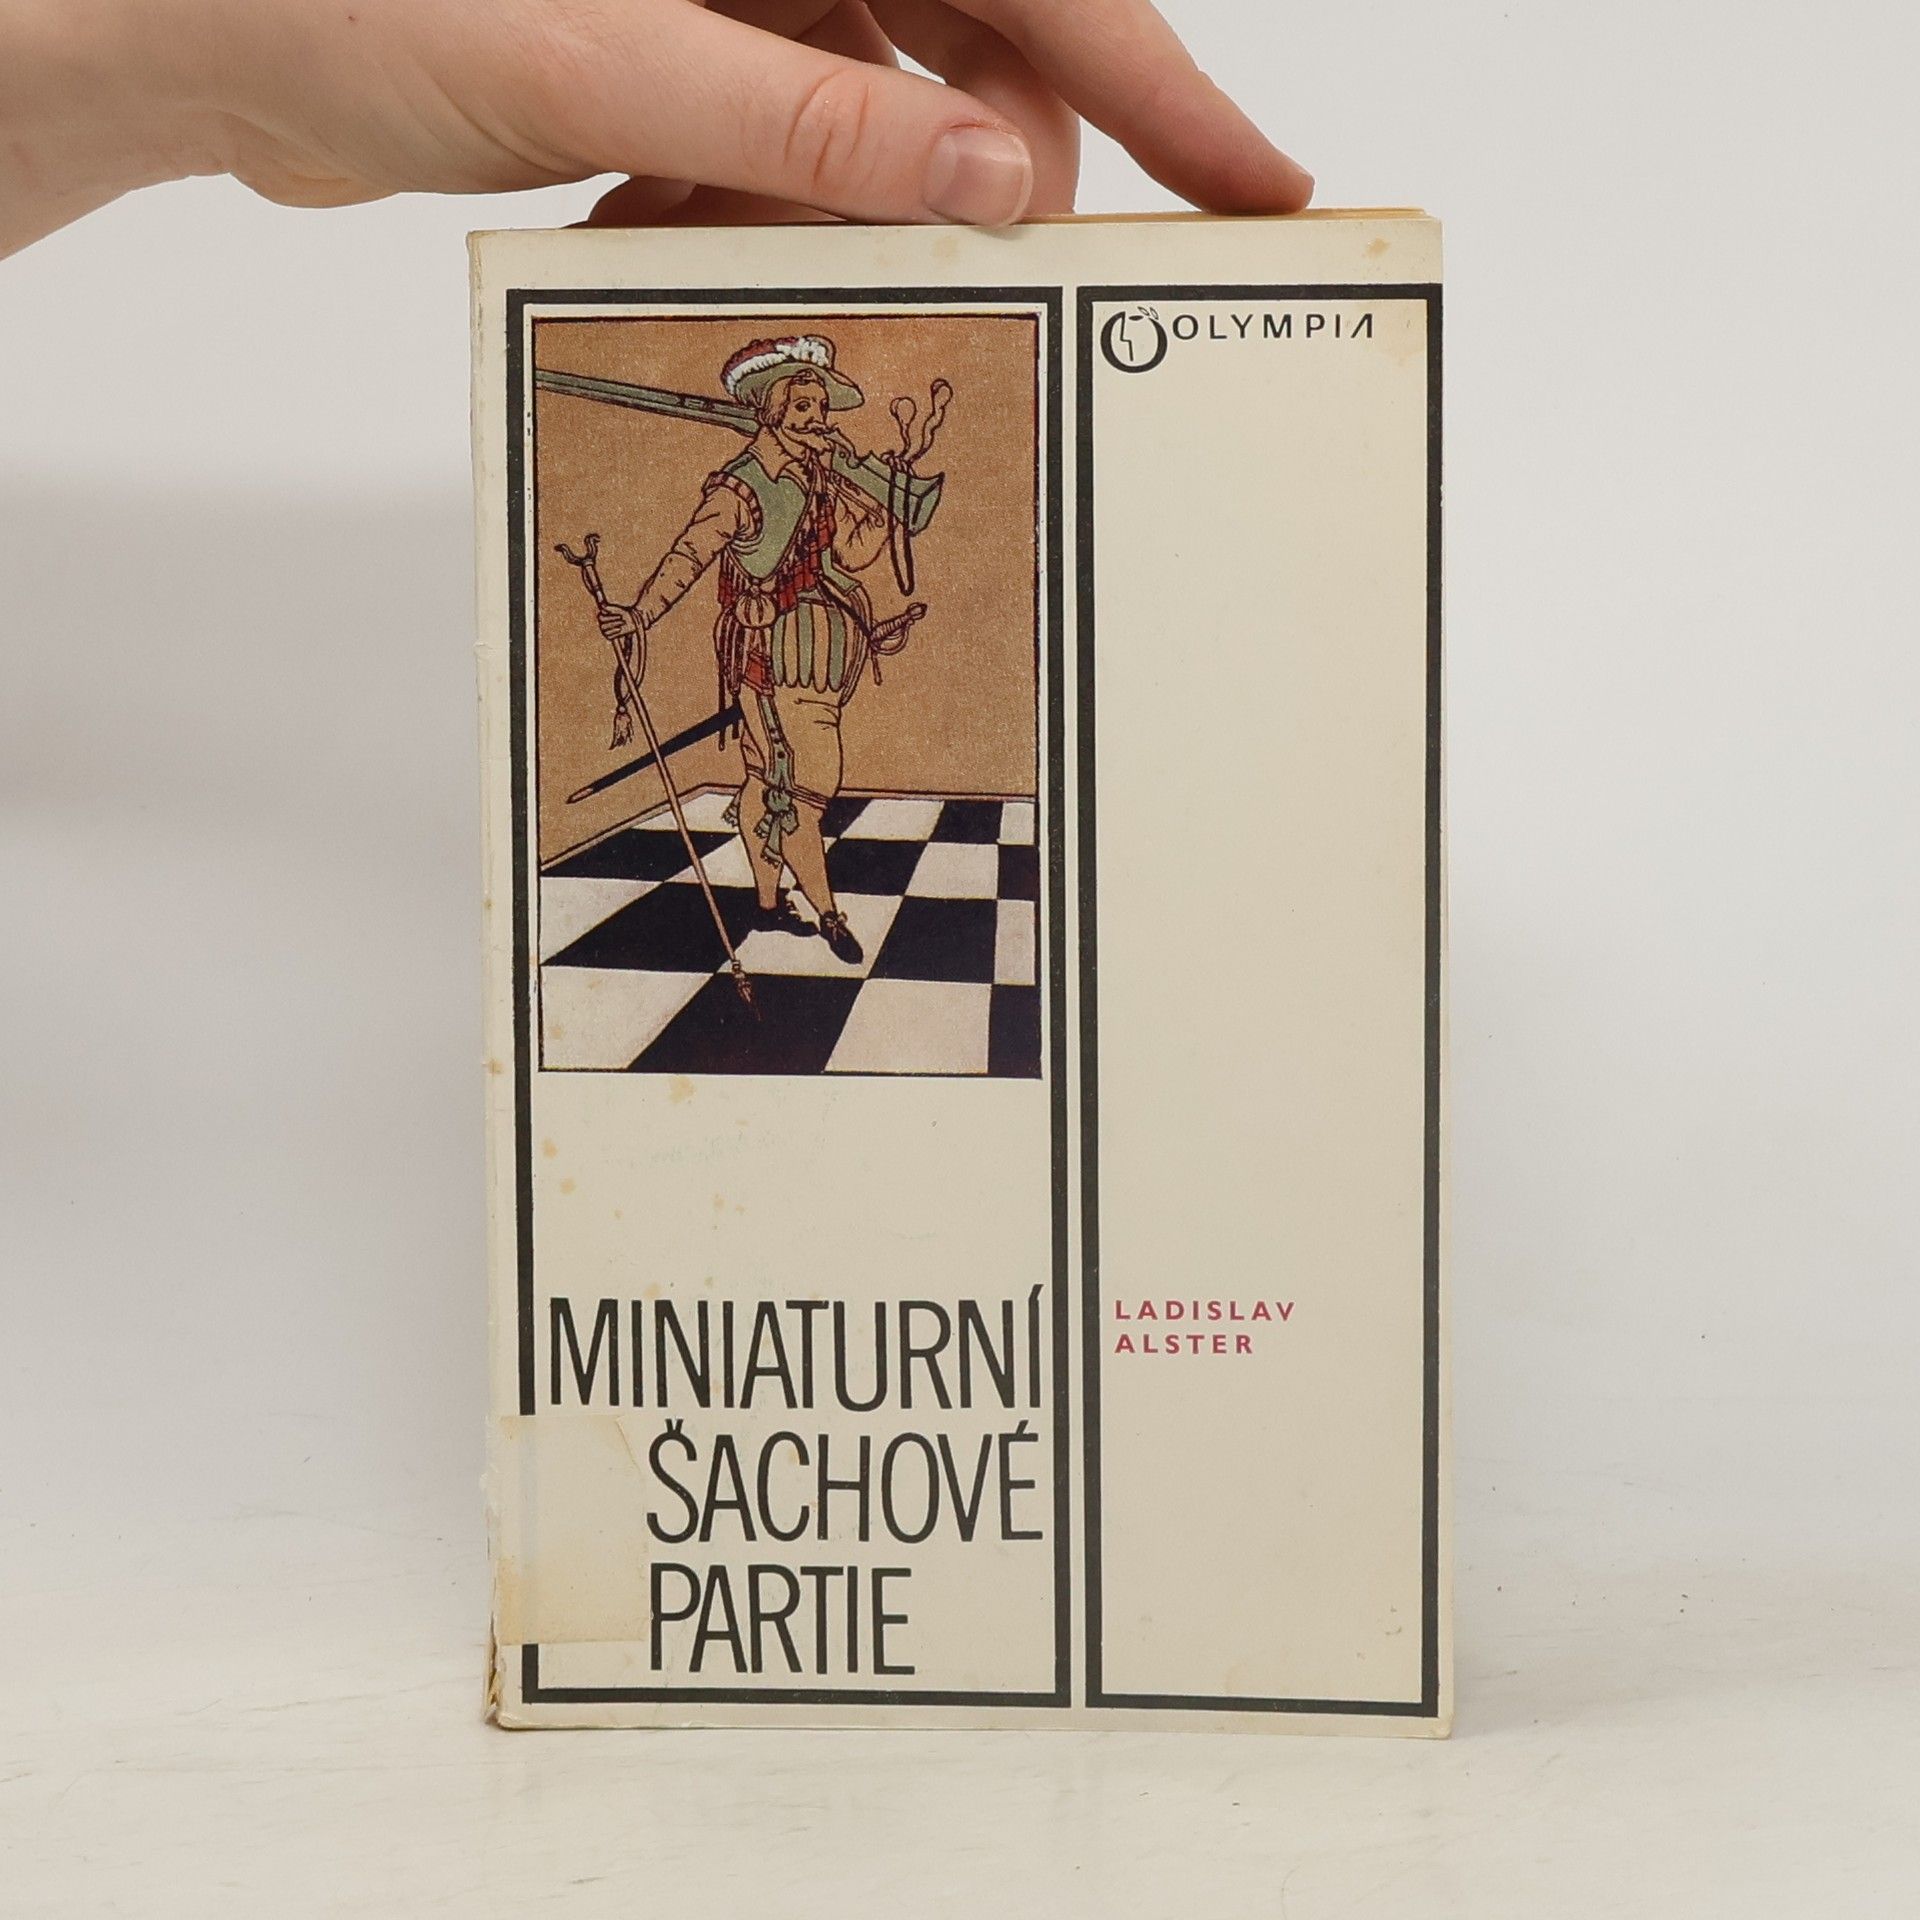 OLYMPIA
MINIATURNÍ
ŠACHOVÉ
PARTIE
LADISLAV
ALSTER